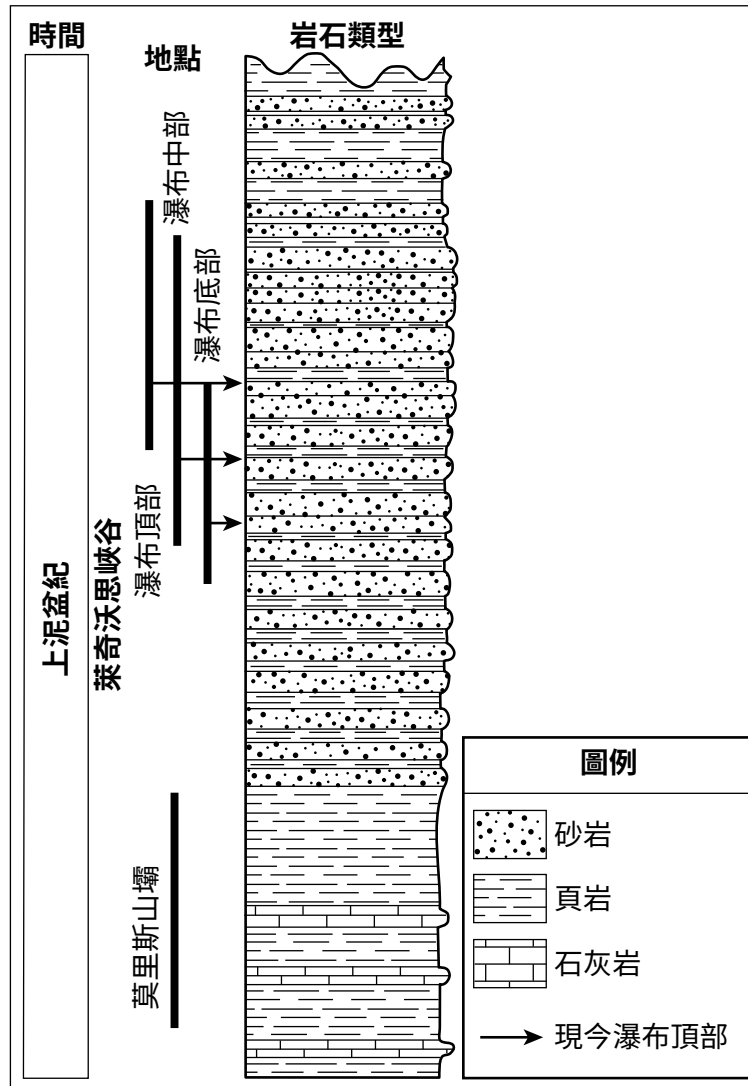 時間
地點
岩石類型
瀑布中部
瀑布底部
瀑布頂部
上泥盆紀
萊奇沃思峽谷
莫里斯山壩
圖例
砂岩
頁岩
石灰岩
現今瀑布頂部